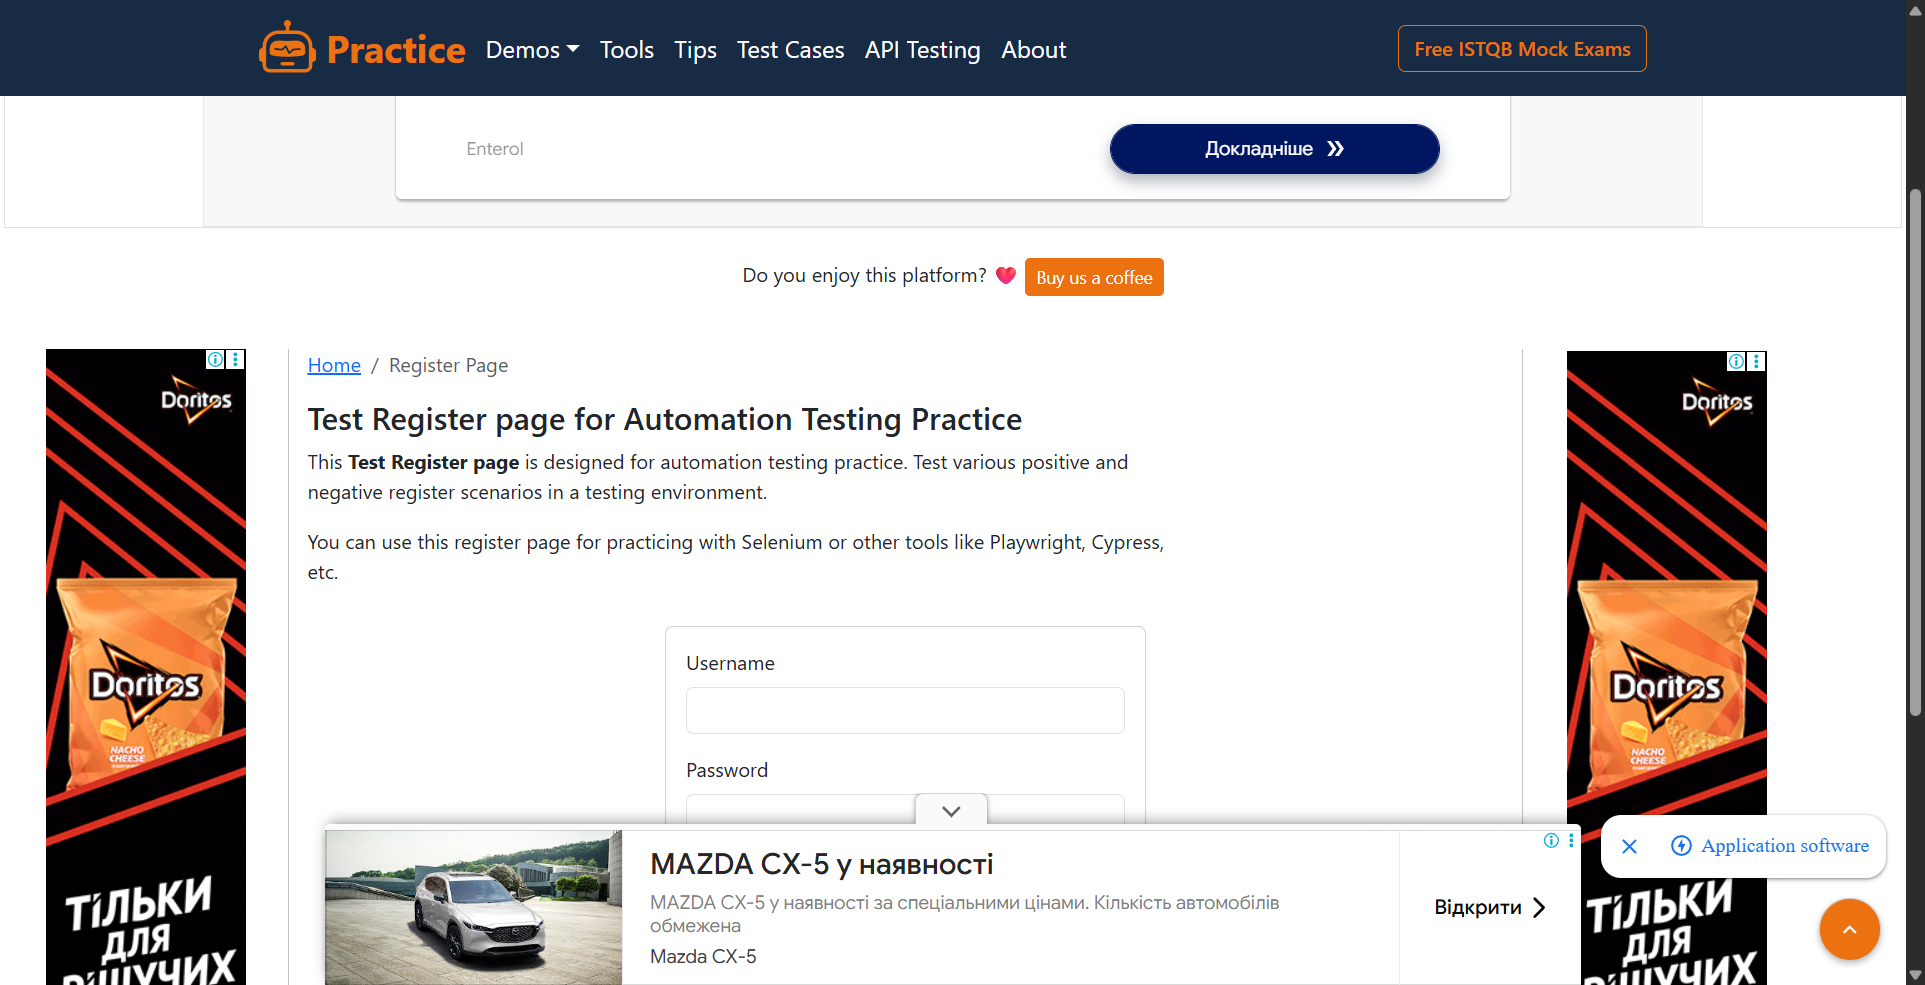 Practice
Demos
Tools
Tips
Test Cases
API Testing
About
Free ISTQB Mock Exams
Enterol
Докладніше
Do you enjoy this platform?
Buy us a coffee
Home / Register Page
Test Register page for Automation Testing Practice
This Test Register page is designed for automation testing practice. Test various positive and
negative register scenarios in a testing environment.
You can use this register page for practicing with Selenium or other tools like Playwright, Cypress,
etc.
Username
Password
Doritos
Doritos
NACHO
CHEESE
ТІЛЬКИ
ДЛЯ
РІШУЧИХ
Doritos
Doritos
NACHO
CHEESE
ТІЛЬКИ
ДЛЯ
РІШУЧИХ
MAZDA CX-5 у наявності
MAZDA CX-5 у наявності за спеціальними цінами. Кількість автомобілів
обмежена
Mazda CX-5
Відкрити
Application software